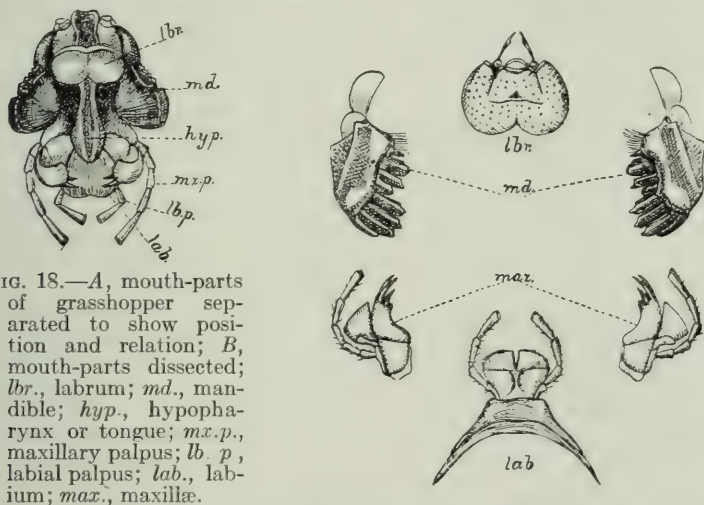 lbr.
md.
hyp.
mx.p.
lb.p.
lab.
lbr.
md.
max.
lab
IG. 18.—A, mouth-parts
of grasshopper sep-
arated to show posi-
tion and relation; B,
mouth-parts dissected;
lbr., labrum; md., man-
dible; hyp., hypopha-
rynx or tongue; mx.p.,
maxillary palpus; lb. p ,
labial palpus; lab., lab-
ium; max., maxillæ.